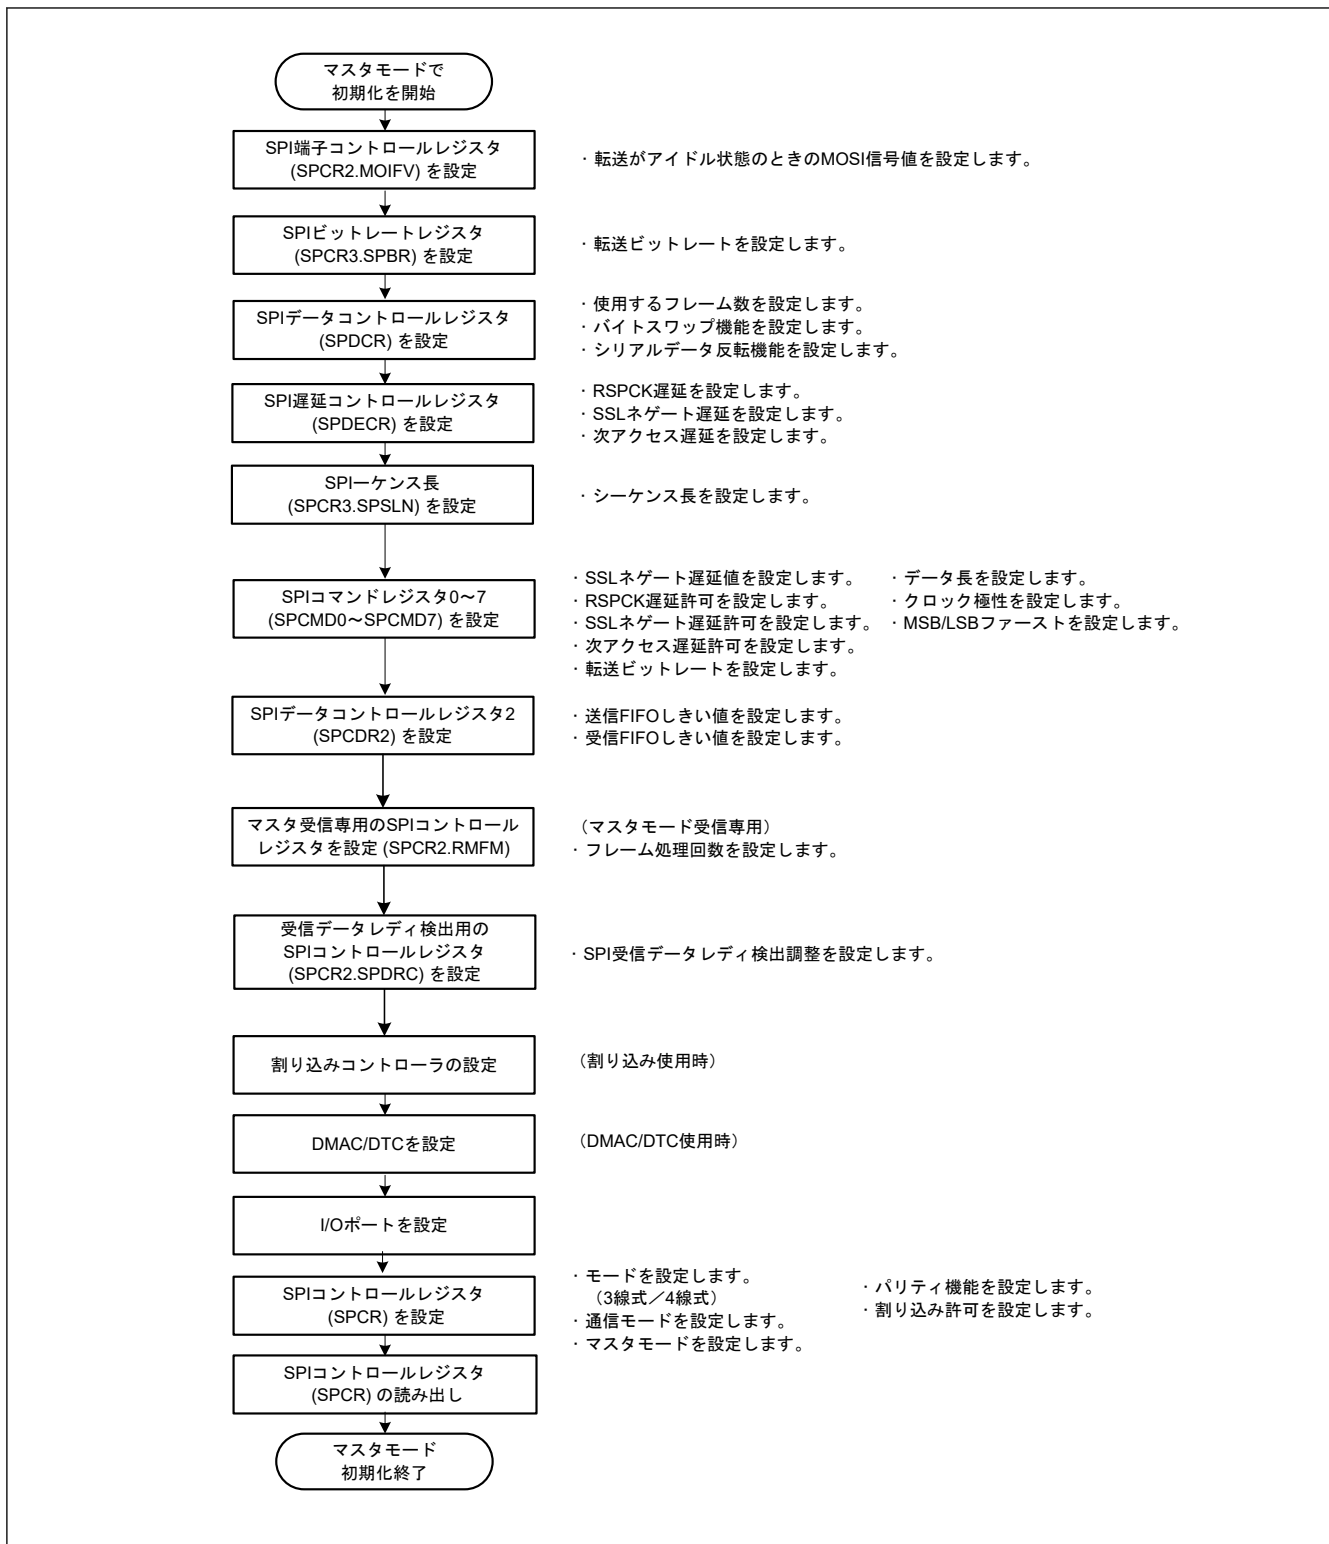 マスタモードで
初期化を開始
SPI端子コントロールレジスタ
(SPCR2.MOIFV) を設定
・転送がアイドル状態のときのMOSI信号値を設定します。
SPIビットレートレジスタ
(SPCR3.SPBR) を設定
・転送ビットレートを設定します。
SPIデータコントロールレジスタ
(SPDCR) を設定
・使用するフレーム数を設定します。
・バイトスワップ機能を設定します。
・シリアルデータ反転機能を設定します。
SPI遅延コントロールレジスタ
(SPDECR) を設定
・RSPCK遅延を設定します。
・SSLネゲート遅延を設定します。
・次アクセス遅延を設定します。
SPIーケンス長
(SPCR3.SPSLN) を設定
・シーケンス長を設定します。
SPIコマンドレジスタ0～7
(SPCMD0～SPCMD7) を設定
・SSLネゲート遅延値を設定します。
・RSPCK遅延許可を設定します。
・SSLネゲート遅延許可を設定します。
・次アクセス遅延許可を設定します。
・転送ビットレートを設定します。
・データ長を設定します。
・クロック極性を設定します。
・MSB/LSBファーストを設定します。
SPIデータコントロールレジスタ2
(SPCDR2) を設定
・送信FIFOしきい値を設定します。
・受信FIFOしきい値を設定します。
マスタ受信専用のSPIコントロール
レジスタを設定 (SPCR2.RMFM)
（マスタモード受信専用）
・フレーム処理回数を設定します。
受信データレディ検出用の
SPIコントロールレジスタ
(SPCR2.SPDRC) を設定
・SPI受信データレディ検出調整を設定します。
割り込みコントローラの設定
（割り込み使用時）
DMAC/DTCを設定
（DMAC/DTC使用時）
I/Oポートを設定
SPIコントロールレジスタ
(SPCR) を設定
・モードを設定します。
（3線式／4線式）
・通信モードを設定します。
・マスタモードを設定します。
・パリティ機能を設定します。
・割り込み許可を設定します。
SPIコントロールレジスタ
(SPCR) の読み出し
マスタモード
初期化終了